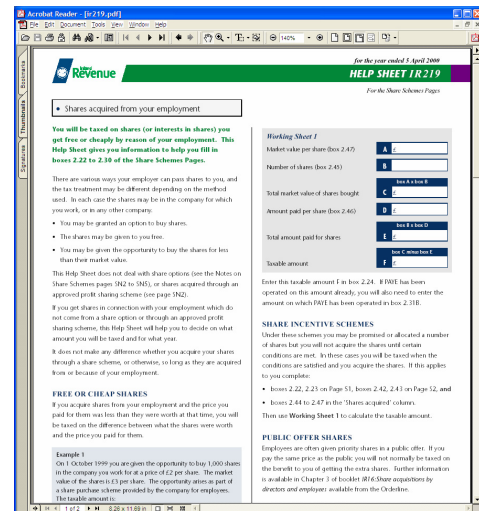 Acrobat Reader - [ir219.pdf]
File Edit Document Tools View Window Help
140%
Bookmarks
Thumbnails
Signatures
Inland
Revenue
for the year ended 5 April 2000
HELP SHEET IR219
For the Share Schemes Pages
• Shares acquired from your employment
You will be taxed on shares (or interests in shares) you
get free or cheaply by reason of your employment. This
Help Sheet gives you information to help you fill in
boxes 2.22 to 2.30 of the Share Schemes Pages.
There are various ways your employer can pass shares to you, and
the tax treatment may be different depending on the method
used. In each case the shares may be in the company for which
you work, or in any other company.
• You may be granted an option to buy shares.
• The shares may be given to you free.
• You may be given the opportunity to buy the shares for less
than their market value.
This Help Sheet does not deal with share options (see the Notes on
Share Schemes pages SN2 to SN5), or shares acquired through an
approved profit sharing scheme (see page SN2).
If you get shares in connection with your employment which do
not come from a share option or through an approved profit
sharing scheme, this Help Sheet will help you to decide on what
amount you will be taxed and for what year.
It does not make any difference whether you acquire your shares
through a share scheme, or otherwise, so long as they are acquired
from or because of your employment.
FREE OR CHEAP SHARES
If you acquire shares from your employment and the price you
paid for them was less than they were worth at that time, you will
be taxed on the difference between what the shares were worth
and the price you paid for them.
Example 1
On 1 October 1999 you are given the opportunity to buy 1,000 shares
in the company you work for at a price of £2 per share. The market
value of the shares is £3 per share. The opportunity arises as part of
a share purchase scheme provided by the company for employees.
The taxable amount is:
Working Sheet 1
Market value per share (box 2.47) A £
Number of shares (box 2.45) B
box A x box B
Total market value of shares bought C £
Amount paid per share (box 2.46) D £
box B x box D
Total amount paid for shares E £
box C minus box E
Taxable amount F £
Enter this taxable amount F in box 2.24. If PAYE has been
operated on this amount already, you will also need to enter the
amount on which PAYE has been operated in box 2.31B.
SHARE INCENTIVE SCHEMES
Under these schemes you may be promised or allocated a number
of shares but you will not acquire the shares until certain
conditions are met. In these cases you will be taxed when the
conditions are satisfied and you acquire the shares. If this applies
to you complete:
• boxes 2.22, 2.23 on Page S1, boxes 2.42, 2.43 on Page S2, and
• boxes 2.44 to 2.47 in the 'Shares acquired' column.
Then use Working Sheet 1 to calculate the taxable amount.
PUBLIC OFFER SHARES
Employees are often given priority shares in a public offer. If you
pay the same price as the public you will not normally be taxed on
the benefit to you of getting the extra shares. Further information
is available in Chapter 3 of booklet IR16:Share acquisitions by
directors and employees available from the Orderline.
1 of 2
8.26 x 11.69 in